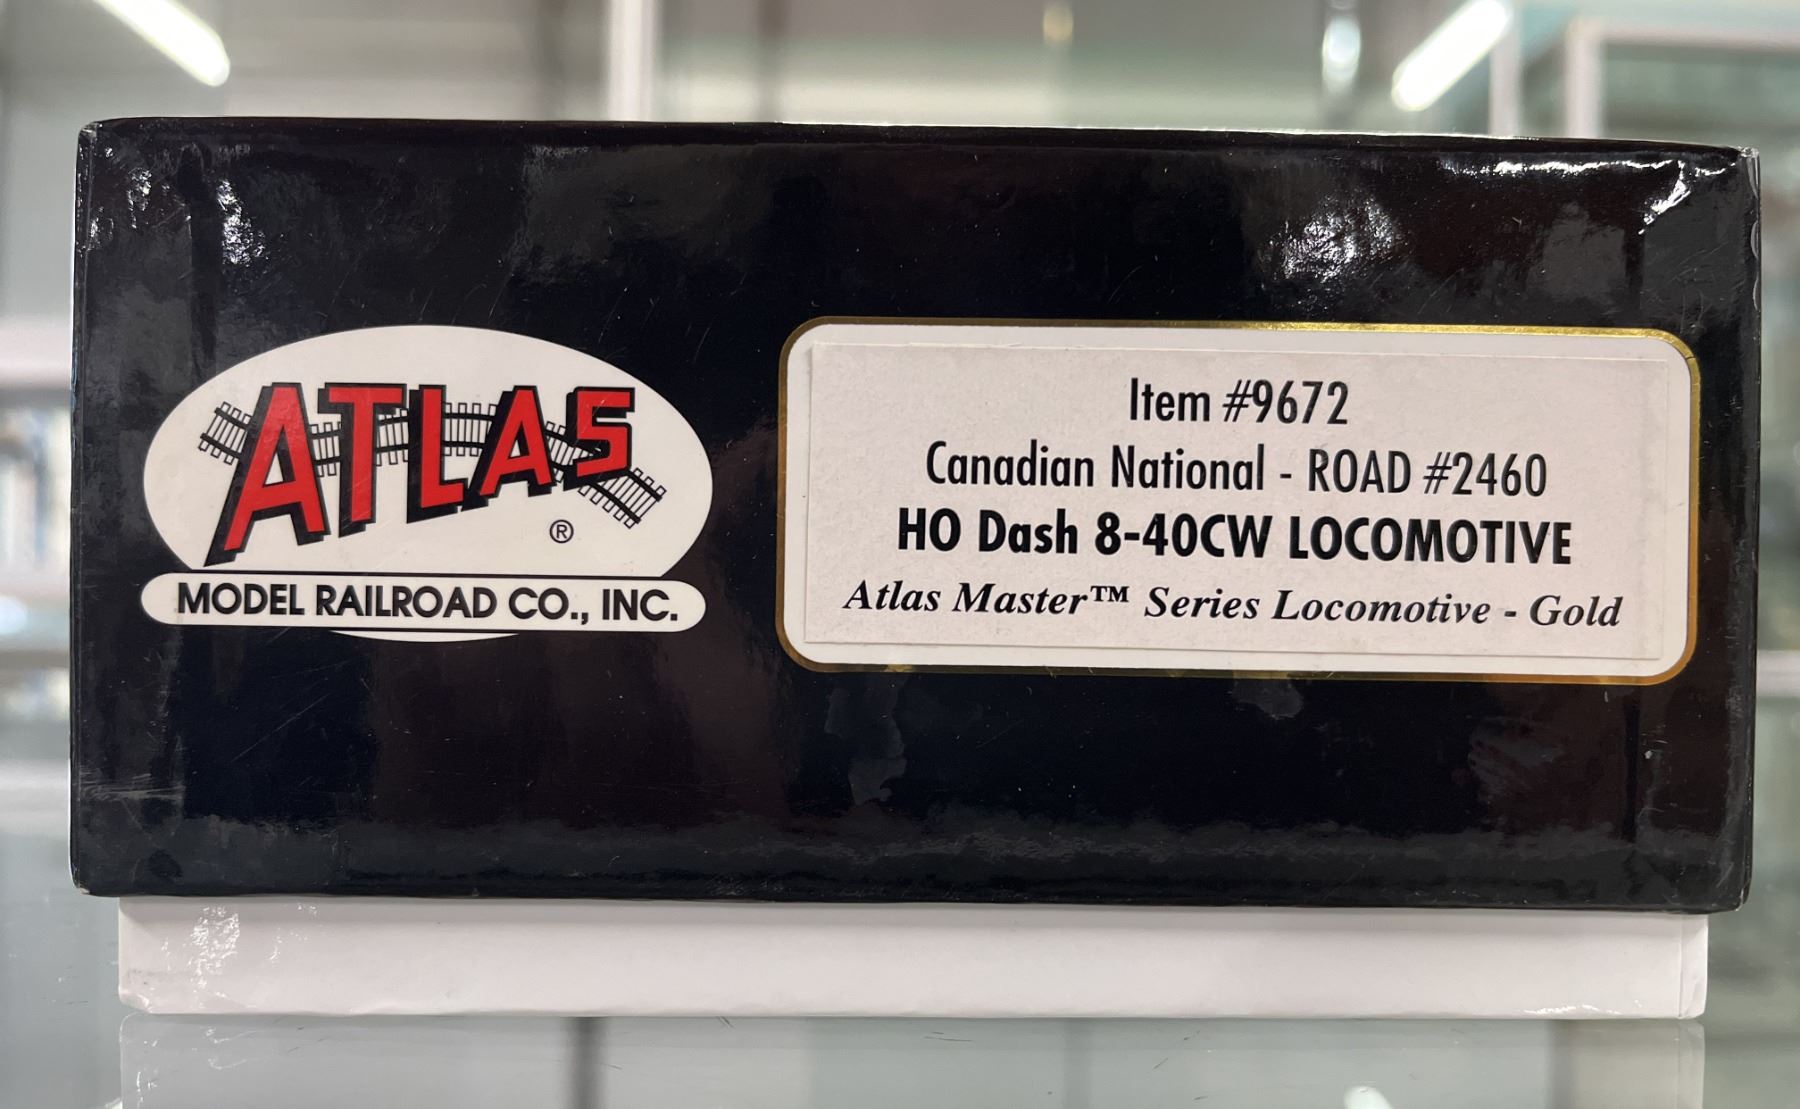 ATLAS
®
MODEL RAILROAD CO., INC.
Item #9672
Canadian National - ROAD #2460
HO Dash 8-40CW LOCOMOTIVE
Atlas Master™ Series Locomotive - Gold